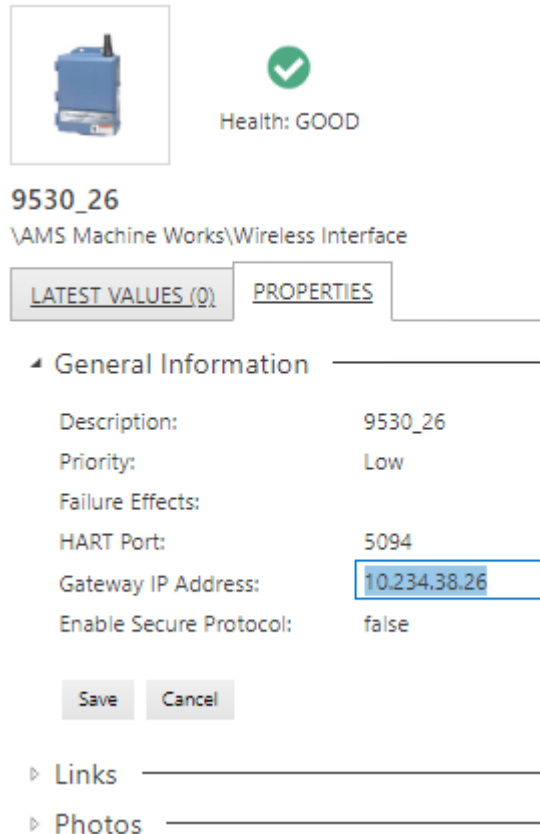 Health: GOOD
9530_26
\AMS Machine Works\Wireless Interface
LATEST VALUES (0) PROPERTIES
General Information
Description: 9530_26
Priority: Low
Failure Effects:
HART Port: 5094
Gateway IP Address: 10.234.38.26
Enable Secure Protocol: false
Save Cancel
Links
Photos